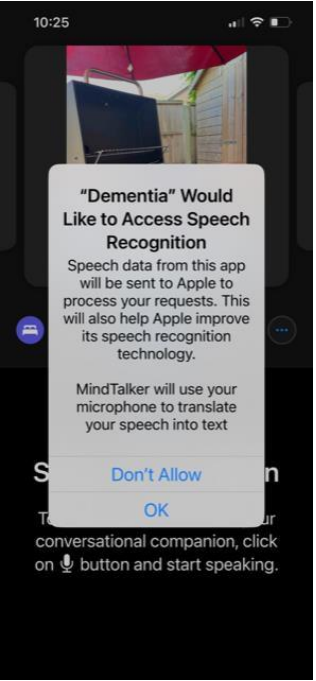 10:25
“Dementia” Would
Like to Access Speech
Recognition
Speech data from this app
will be sent to Apple to
process your requests. This
will also help Apple improve
its speech recognition
technology.
MindTalker will use your
microphone to translate
your speech into text
Don’t Allow
OK
conversational companion, click
on button and start speaking.